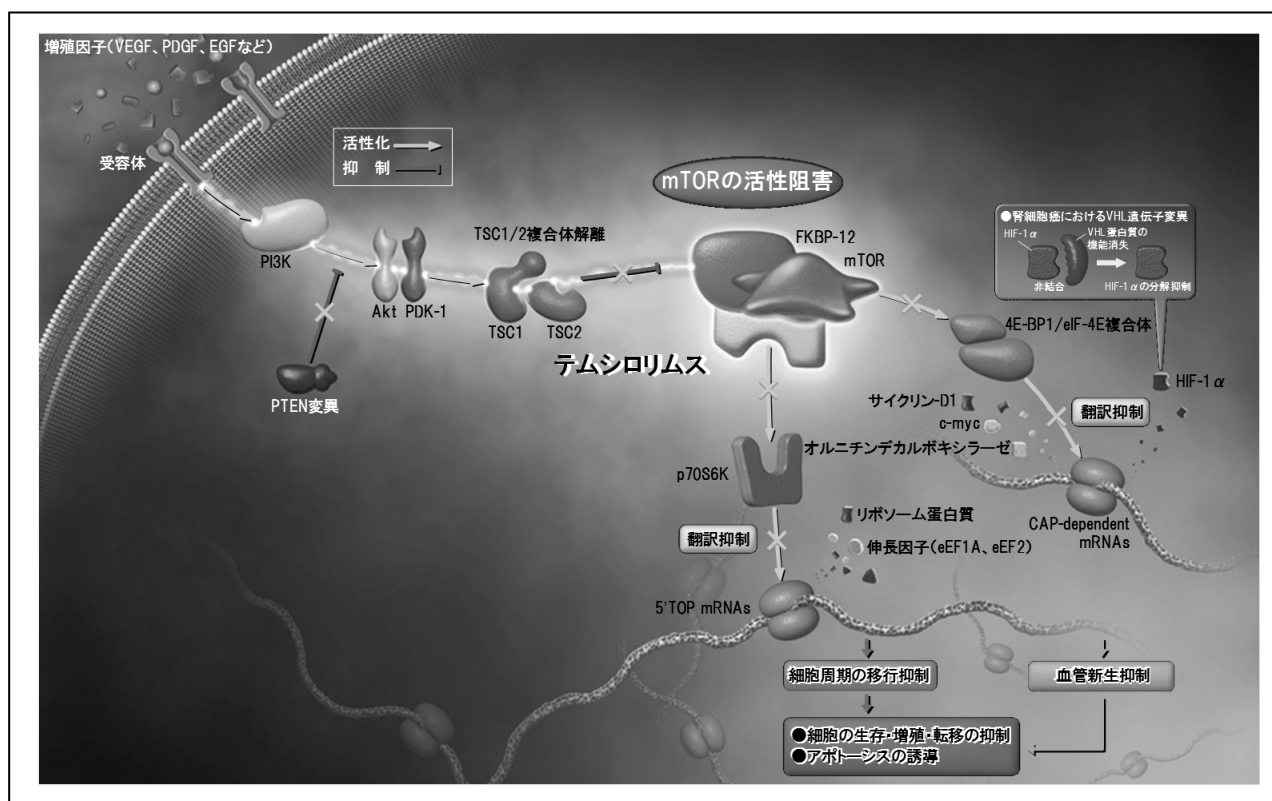 増殖因子(VEGF、PDGF、EGFなど)
受容体
活性化
抑 制
mTORの活性阻害
●腎細胞癌におけるVHL遺伝子変異
HIF-1α
VHL蛋白質の
機能消失
非結合
HIF-1αの分解抑制
PI3K
Akt PDK-1
TSC1/2複合体解離
TSC1
TSC2
FKBP-12
mTOR
テムシロリムス
PTEN変異
4E-BP1/eIF-4E複合体
HIF-1α
サイクリン-D1
c-myc
オルニチンデカルボキシラーゼ
翻訳抑制
CAP-dependent
mRNAs
p70S6K
翻訳抑制
リボソーム蛋白質
伸長因子(eEF1A、eEF2)
5'TOP mRNAs
細胞周期の移行抑制
血管新生抑制
●細胞の生存・増殖・転移の抑制
●アポトーシスの誘導